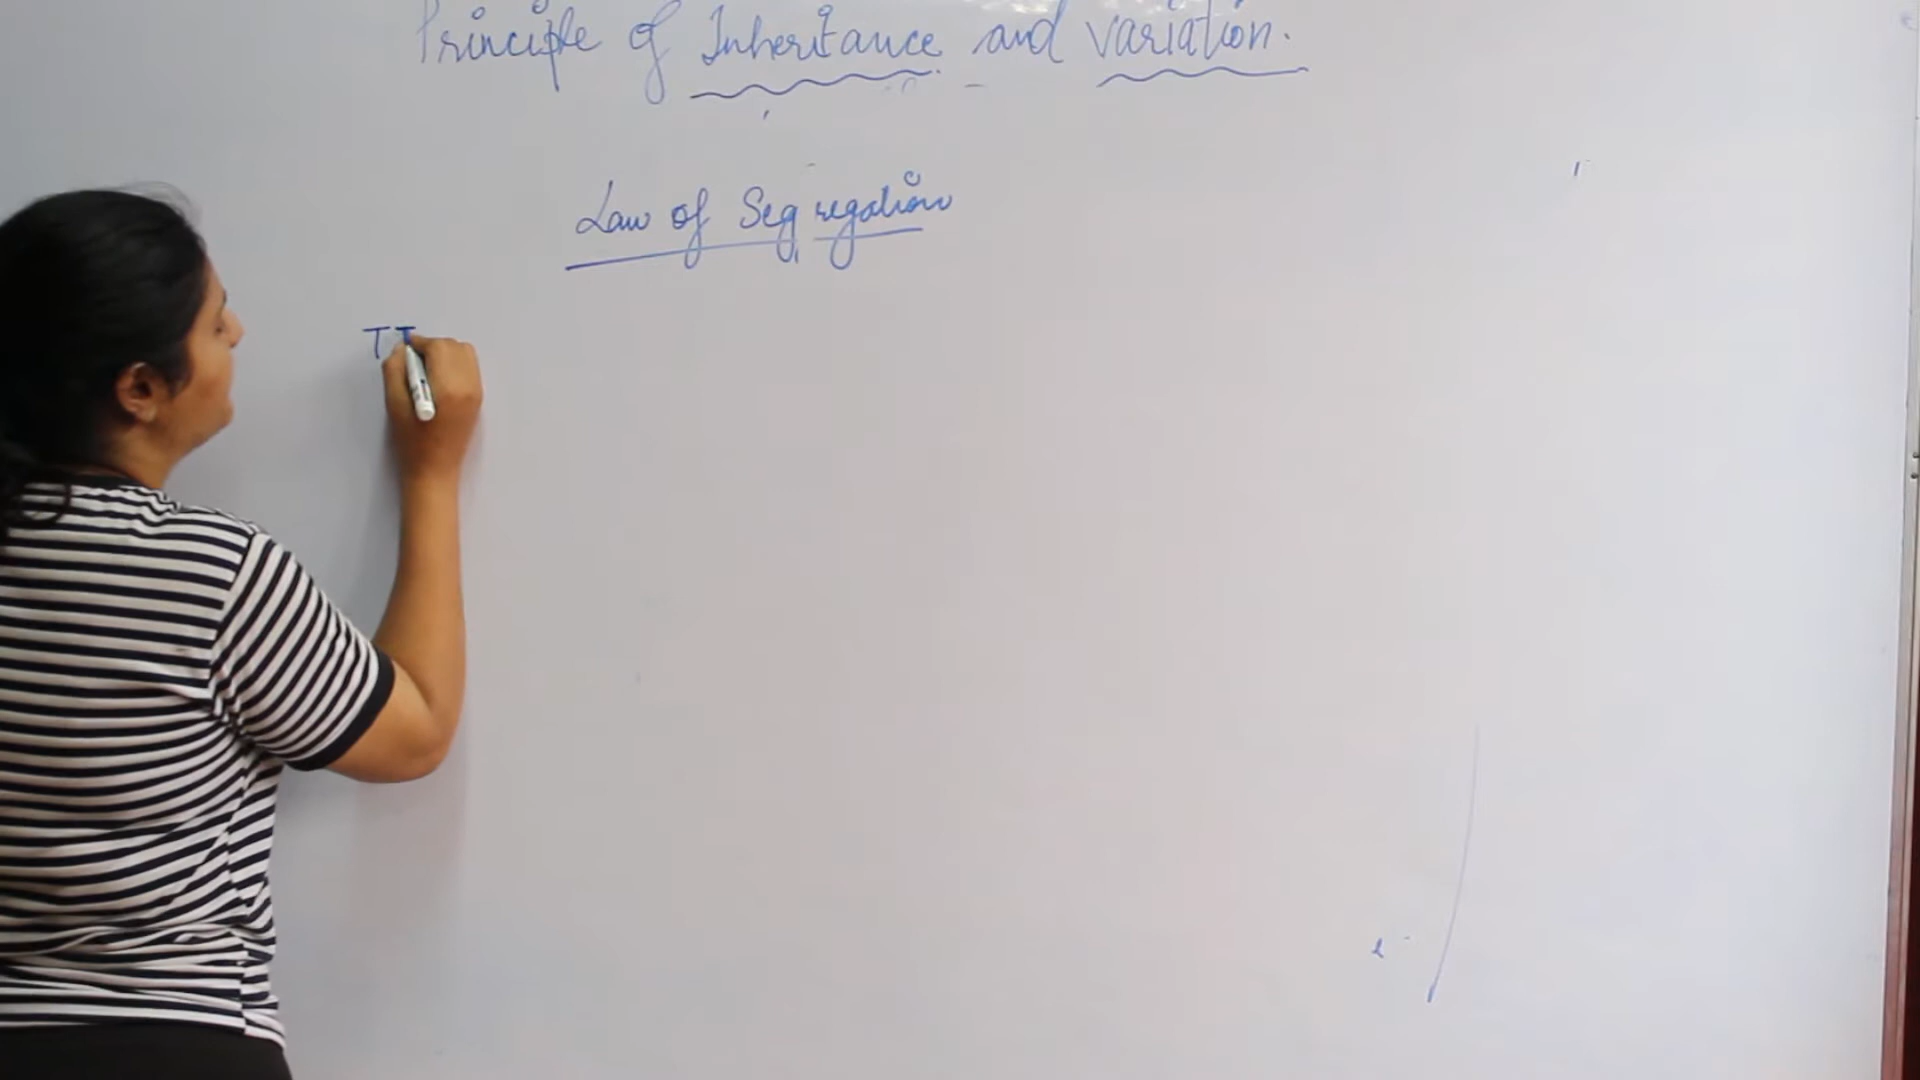 Principle of Inheritance and variation.
Law of Segregation
TT